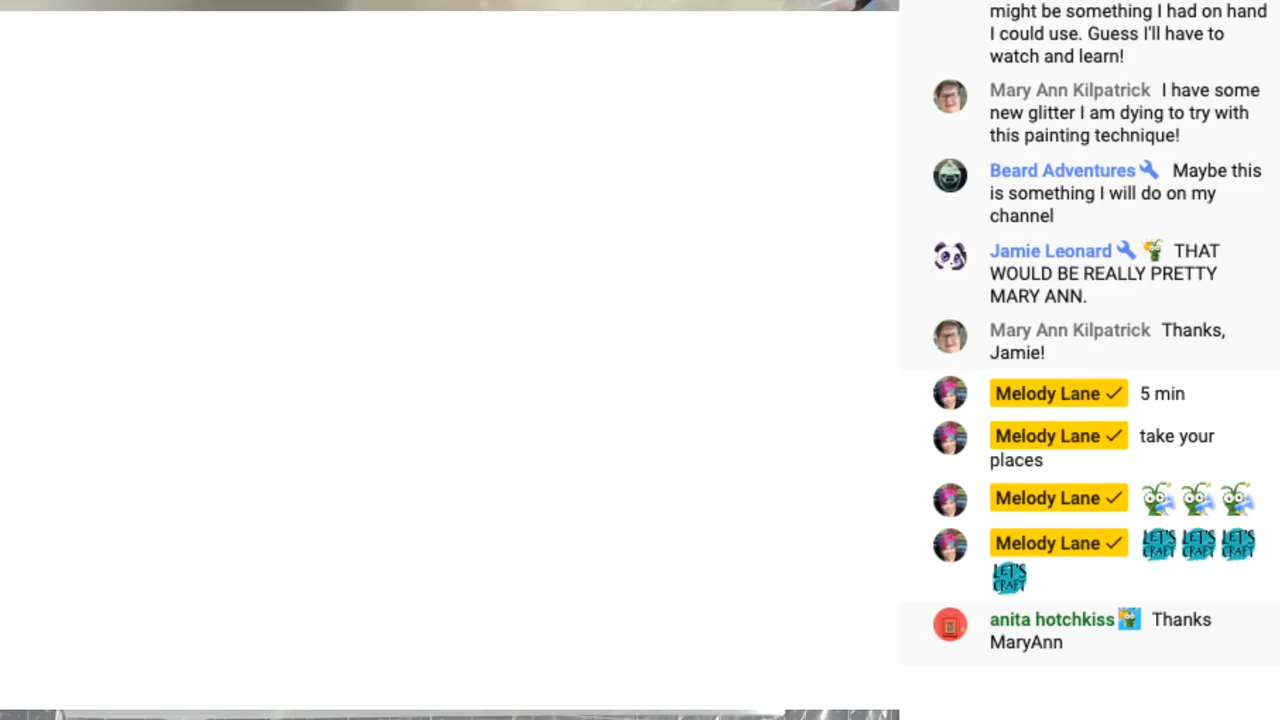 might be something I had on hand
I could use. Guess I'll have to
watch and learn!
Mary Ann Kilpatrick I have some
new glitter I am dying to try with
this painting technique!
Beard Adventures Maybe this
is something I will do on my
channel
Jamie Leonard THAT
WOULD BE REALLY PRETTY
MARY ANN.
Mary Ann Kilpatrick Thanks,
Jamie!
Melody Lane 5 min
Melody Lane take your
places
Melody Lane
Melody Lane LET'S CRAFT LET'S CRAFT LET'S CRAFT
LET'S CRAFT
anita hotchkiss Thanks
MaryAnn